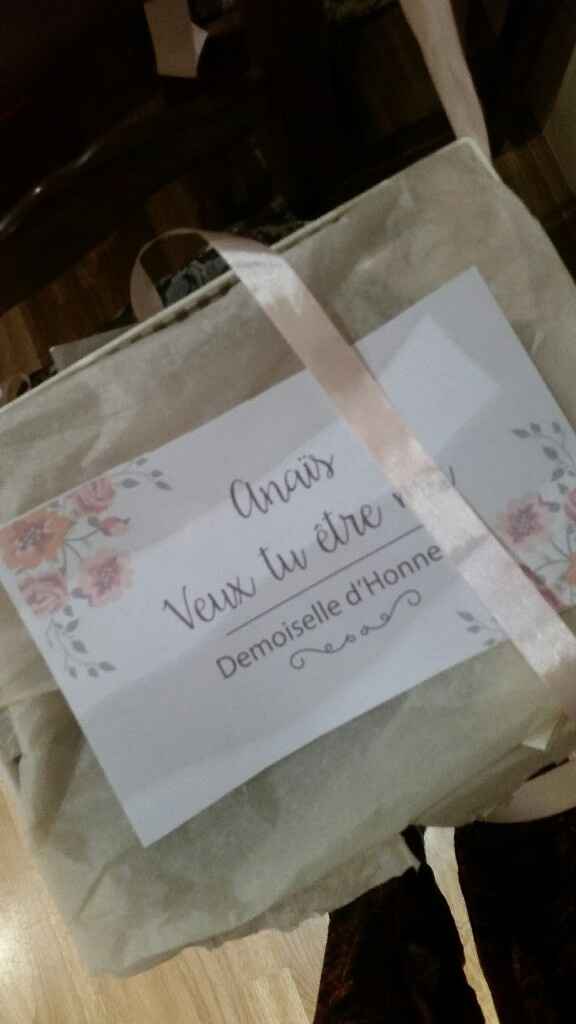 Anaïs
Veux tu être
Demoiselle d'Honne